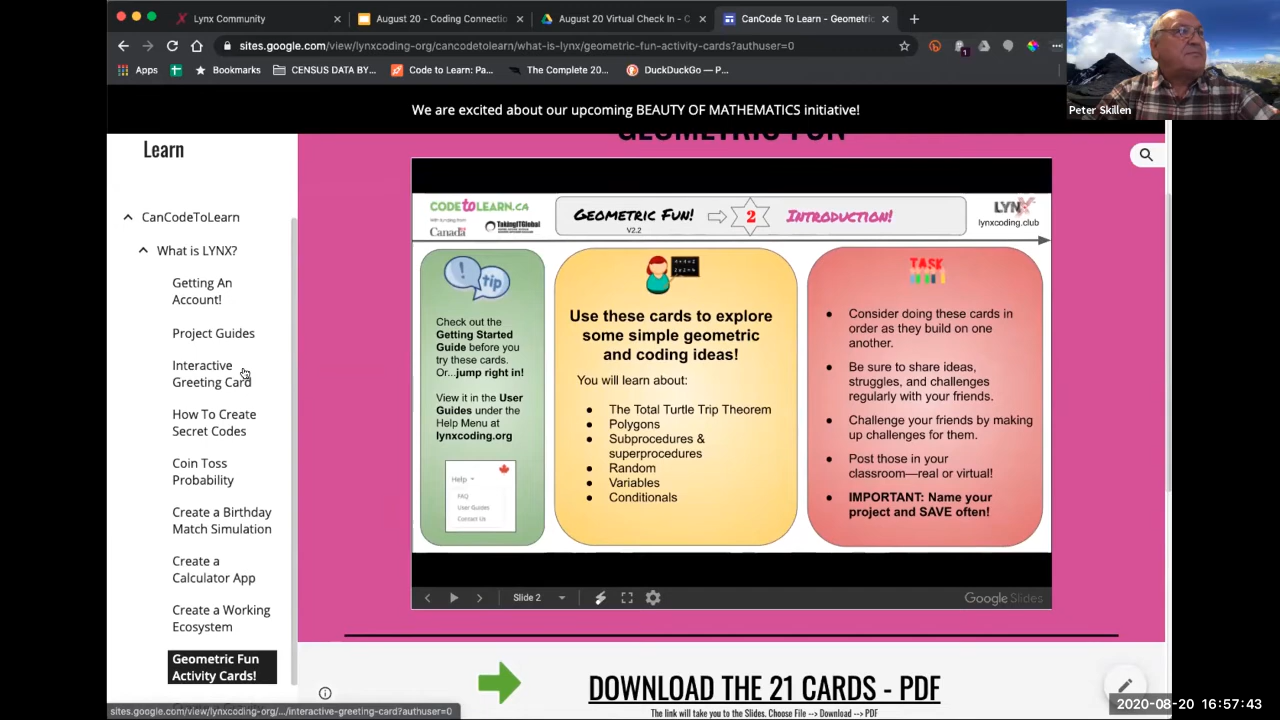 Lynx Community
August 20 - Coding Connectio
August 20 Virtual Check In - C
CanCode To Learn - Geometric
sites.google.com/view/lynxcoding-org/cancodetolearn/what-is-lynx/geometric-fun-activity-cards?authuser=0
1
Apps
Bookmarks
CENSUS DATA BY...
Code to Learn: Pa...
The Complete 20...
DuckDuckGo — P...
Peter Skillen
We are excited about our upcoming BEAUTY OF MATHEMATICS initiative!
Learn
CanCodeToLearn
What is LYNX?
Getting An
Account!
Project Guides
Interactive
Greeting Card
How To Create
Secret Codes
Coin Toss
Probability
Create a Birthday
Match Simulation
Create a
Calculator App
Create a Working
Ecosystem
Geometric Fun
Activity Cards!
GEOMETRIC FUN
CODEtoLEARN.CA
Canada
TakingITGlobal
GEOMETRIC FUN!
V2.2
2
INTRODUCTION!
LYNX
lynxcoding.club
tip
Check out the
Getting Started
Guide before you
try these cards.
Or...jump right in!
View it in the User
Guides under the
Help Menu at
lynxcoding.org
Help
FAQ
User Guides
Contact Us
Use these cards to explore
some simple geometric
and coding ideas!
You will learn about:
● The Total Turtle Trip Theorem
● Polygons
● Subprocedures &
superprocedures
● Random
● Variables
● Conditionals
TASK
● Consider doing these cards in
order as they build on one
another.
● Be sure to share ideas,
struggles, and challenges
regularly with your friends.
● Challenge your friends by making
up challenges for them.
● Post those in your
classroom—real or virtual!
● IMPORTANT: Name your
project and SAVE often!
Slide 2
Google Slides
DOWNLOAD THE 21 CARDS - PDF
The link will take you to the Slides. Choose File --> Download --> PDF
sites.google.com/view/lynxcoding-org/.../interactive-greeting-card?authuser=0
2020-08-20 16:57:43